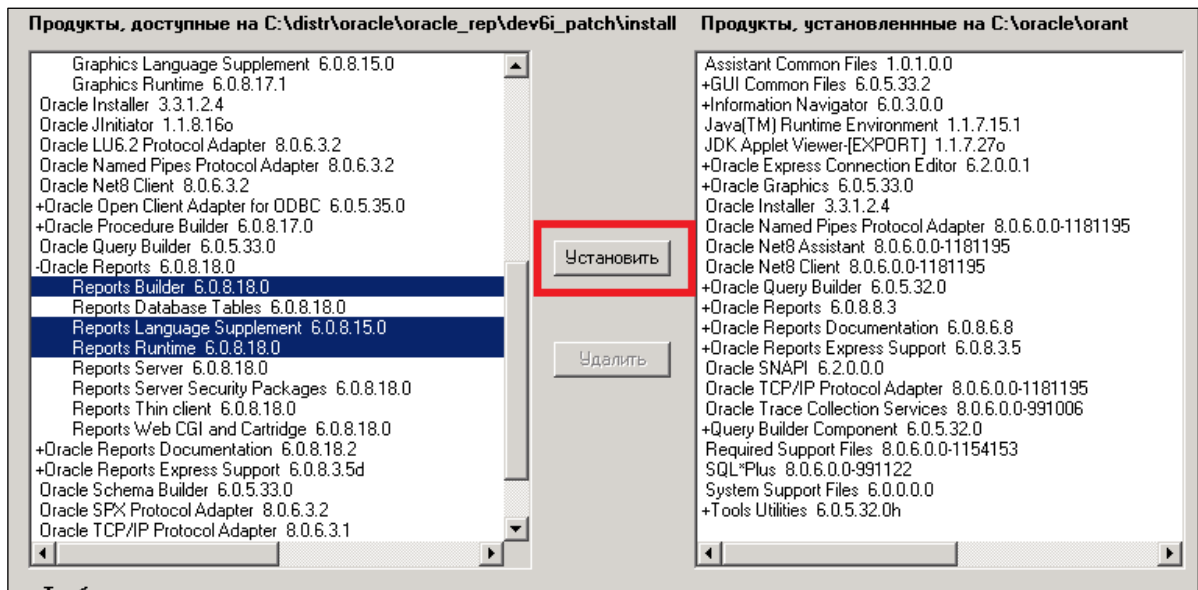 Продукты, доступные на C:\distr\oracle\oracle_rep\dev6i_patch\install
Graphics Language Supplement 6.0.8.15.0
Graphics Runtime 6.0.8.17.1
Oracle Installer 3.3.1.2.4
Oracle JInitiator 1.1.8.16o
Oracle LU6.2 Protocol Adapter 8.0.6.3.2
Oracle Named Pipes Protocol Adapter 8.0.6.3.2
Oracle Net8 Client 8.0.6.3.2
+Oracle Open Client Adapter for ODBC 6.0.5.35.0
+Oracle Procedure Builder 6.0.8.17.0
Oracle Query Builder 6.0.5.33.0
-Oracle Reports 6.0.8.18.0
Reports Builder 6.0.8.18.0
Reports Database Tables 6.0.8.18.0
Reports Language Supplement 6.0.8.15.0
Reports Runtime 6.0.8.18.0
Reports Server 6.0.8.18.0
Reports Server Security Packages 6.0.8.18.0
Reports Thin client 6.0.8.18.0
Reports Web CGI and Cartridge 6.0.8.18.0
+Oracle Reports Documentation 6.0.8.18.2
+Oracle Reports Express Support 6.0.8.3.5d
Oracle Schema Builder 6.0.5.33.0
Oracle SPX Protocol Adapter 8.0.6.3.2
Oracle TCP/IP Protocol Adapter 8.0.6.3.1
Установить
Удалить
Продукты, установленнные на C:\oracle\orant
Assistant Common Files 1.0.1.0.0
+GUI Common Files 6.0.5.33.2
+Information Navigator 6.0.3.0.0
Java(TM) Runtime Environment 1.1.7.15.1
JDK Applet Viewer-[EXPORT] 1.1.7.27o
+Oracle Express Connection Editor 6.2.0.0.1
+Oracle Graphics 6.0.5.33.0
Oracle Installer 3.3.1.2.4
Oracle Named Pipes Protocol Adapter 8.0.6.0.0-1181195
Oracle Net8 Assistant 8.0.6.0.0-1181195
Oracle Net8 Client 8.0.6.0.0-1181195
+Oracle Query Builder 6.0.5.32.0
+Oracle Reports 6.0.8.8.3
+Oracle Reports Documentation 6.0.8.6.8
+Oracle Reports Express Support 6.0.8.3.5
Oracle SNAPI 6.2.0.0.0
Oracle TCP/IP Protocol Adapter 8.0.6.0.0-1181195
Oracle Trace Collection Services 8.0.6.0.0-991006
+Query Builder Component 6.0.5.32.0
Required Support Files 8.0.6.0.0-1154153
SQL*Plus 8.0.6.0.0-991122
System Support Files 6.0.0.0.0
+Tools Utilities 6.0.5.32.0h